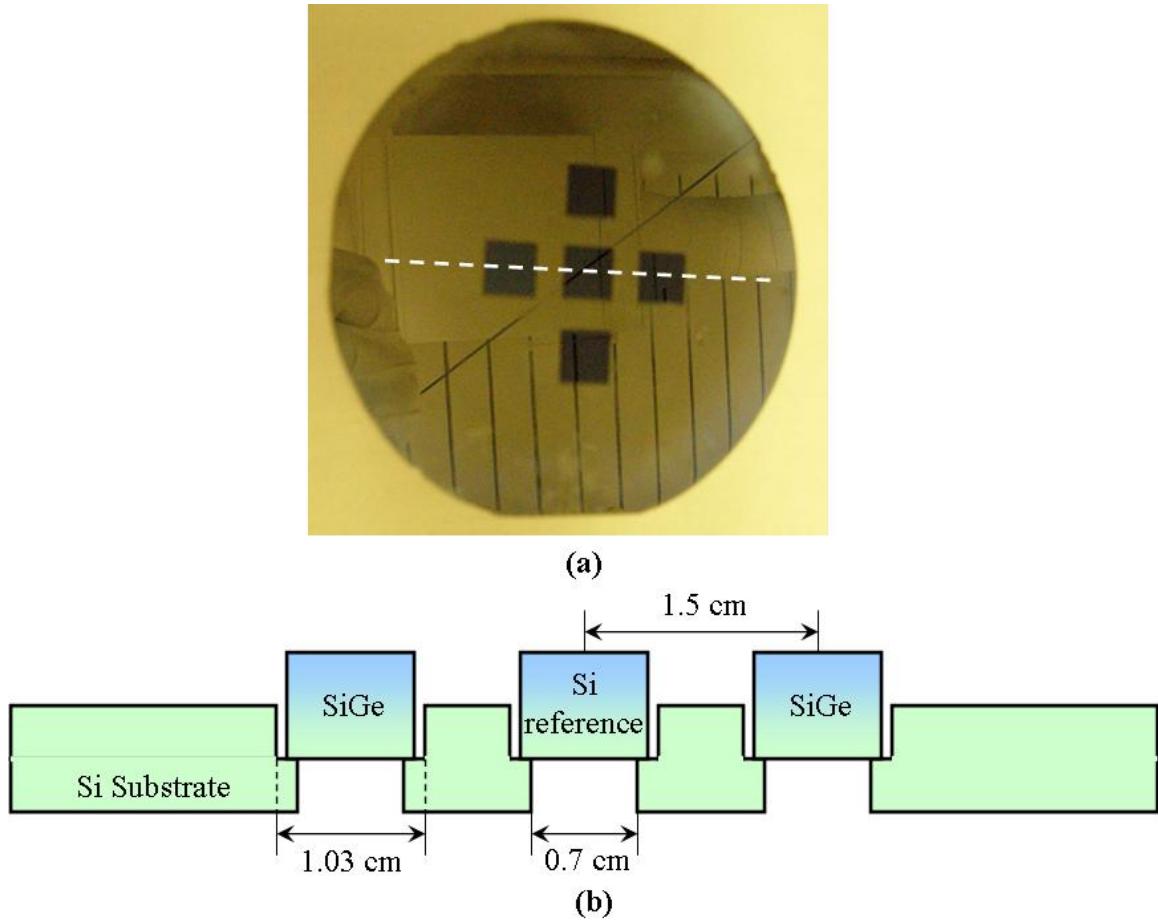 (a)
1.5 cm
SiGe
Si
reference
SiGe
Si Substrate
1.03 cm
0.7 cm
(b)